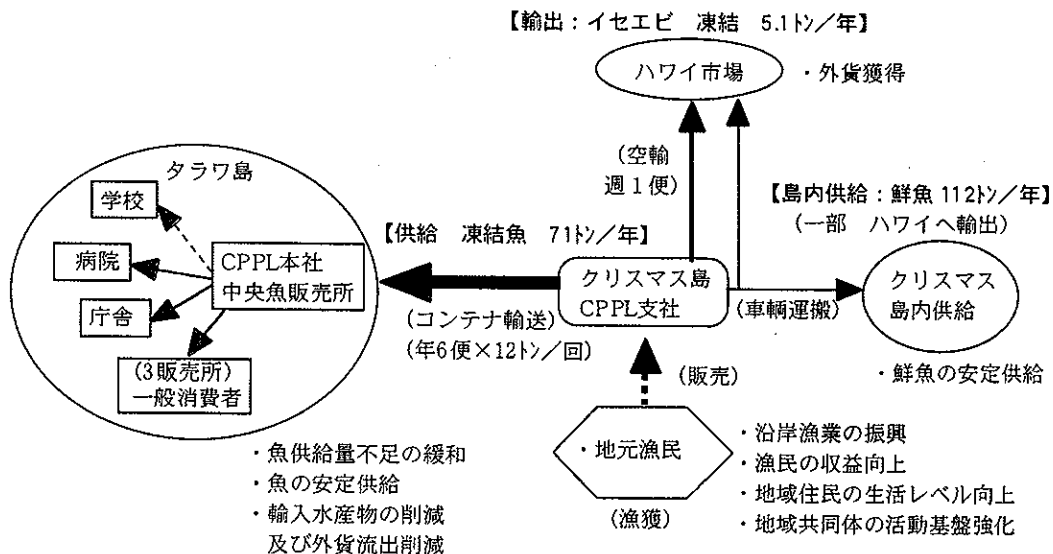 【輸出：イセエビ 凍結 5.1トン/年】
ハワイ市場
・外貨獲得
(空輸
週1便)
タラワ島
学校
病院
庁舎
CPPL本社
中央魚販売所
(3販売所)
一般消費者
【供給 凍結魚 71トン/年】
(コンテナ輸送)
(年6便×12トン/回)
クリスマス島
CPPL支社
【島内供給：鮮魚 112トン/年】
(一部 ハワイへ輸出)
(車輌運搬)
クリスマス
島内供給
・鮮魚の安定供給
(販売)
・地元漁民
(漁獲)
・沿岸漁業の振興
・漁民の収益向上
・地域住民の生活レベル向上
・地域共同体の活動基盤強化
・魚供給量不足の緩和
・魚の安定供給
・輸入水産物の削減
及び外貨流出削減